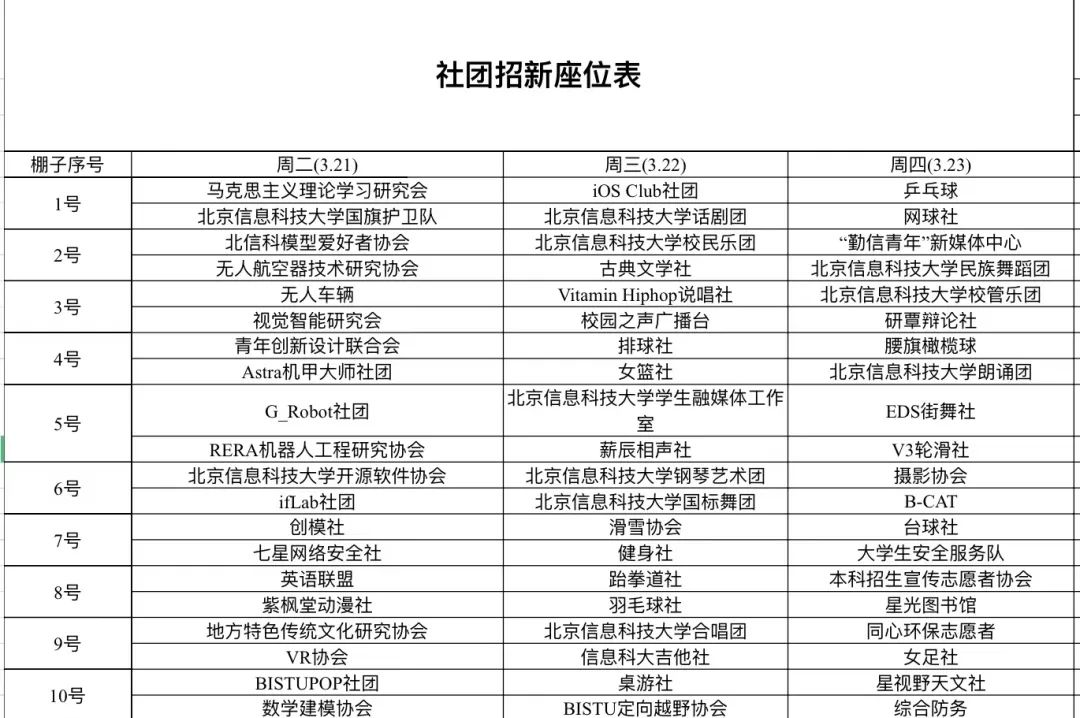 社团招新座位表
棚子序号 周二(3.21) 周三(3.22) 周四(3.23)
1号 马克思主义理论学习研究会 iOS Club社团 乒乓球
北京信息科技大学国旗护卫队 北京信息科技大学话剧团 网球社
2号 北信科模型爱好者协会 北京信息科技大学校民乐团 “勤信青年”新媒体中心
无人航空器技术研究协会 古典文学社 北京信息科技大学民族舞蹈团
3号 无人车辆 Vitamin Hiphop说唱社 北京信息科技大学校管乐团
视觉智能研究会 校园之声广播台 研覃辩论社
4号 青年创新设计联合会 排球社 腰旗橄榄球
Astra机甲大师社团 女篮社 北京信息科技大学朗诵团
5号 G_Robot社团 北京信息科技大学学生融媒体工作室 EDS街舞社
RERA机器人工程研究协会 薪辰相声社 V3轮滑社
6号 北京信息科技大学开源软件协会 北京信息科技大学钢琴艺术团 摄影协会
ifLab社团 北京信息科技大学国标舞团 B-CAT
7号 创模社 滑雪协会 台球社
七星网络安全社 健身社 大学生安全服务队
8号 英语联盟 跆拳道社 本科招生宣传志愿者协会
紫枫堂动漫社 羽毛球社 星光图书馆
9号 地方特色传统文化研究协会 北京信息科技大学合唱团 同心环保志愿者
VR协会 信息科大吉他社 女足社
10号 BISTUPOP社团 桌游社 星视野天文社
数学建模协会 BISTU定向越野协会 综合防务